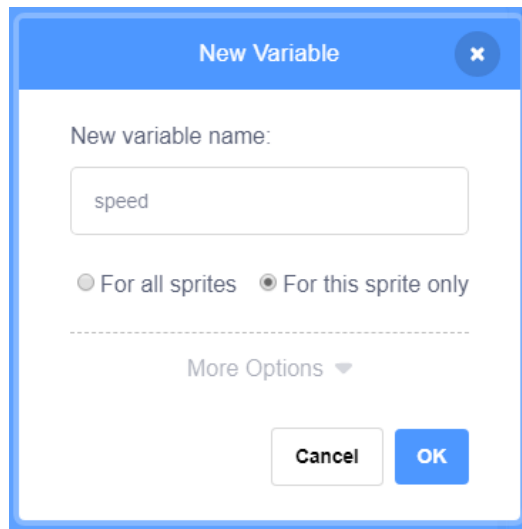 New Variable
New variable name:
speed
For all sprites For this sprite only
More Options
Cancel OK